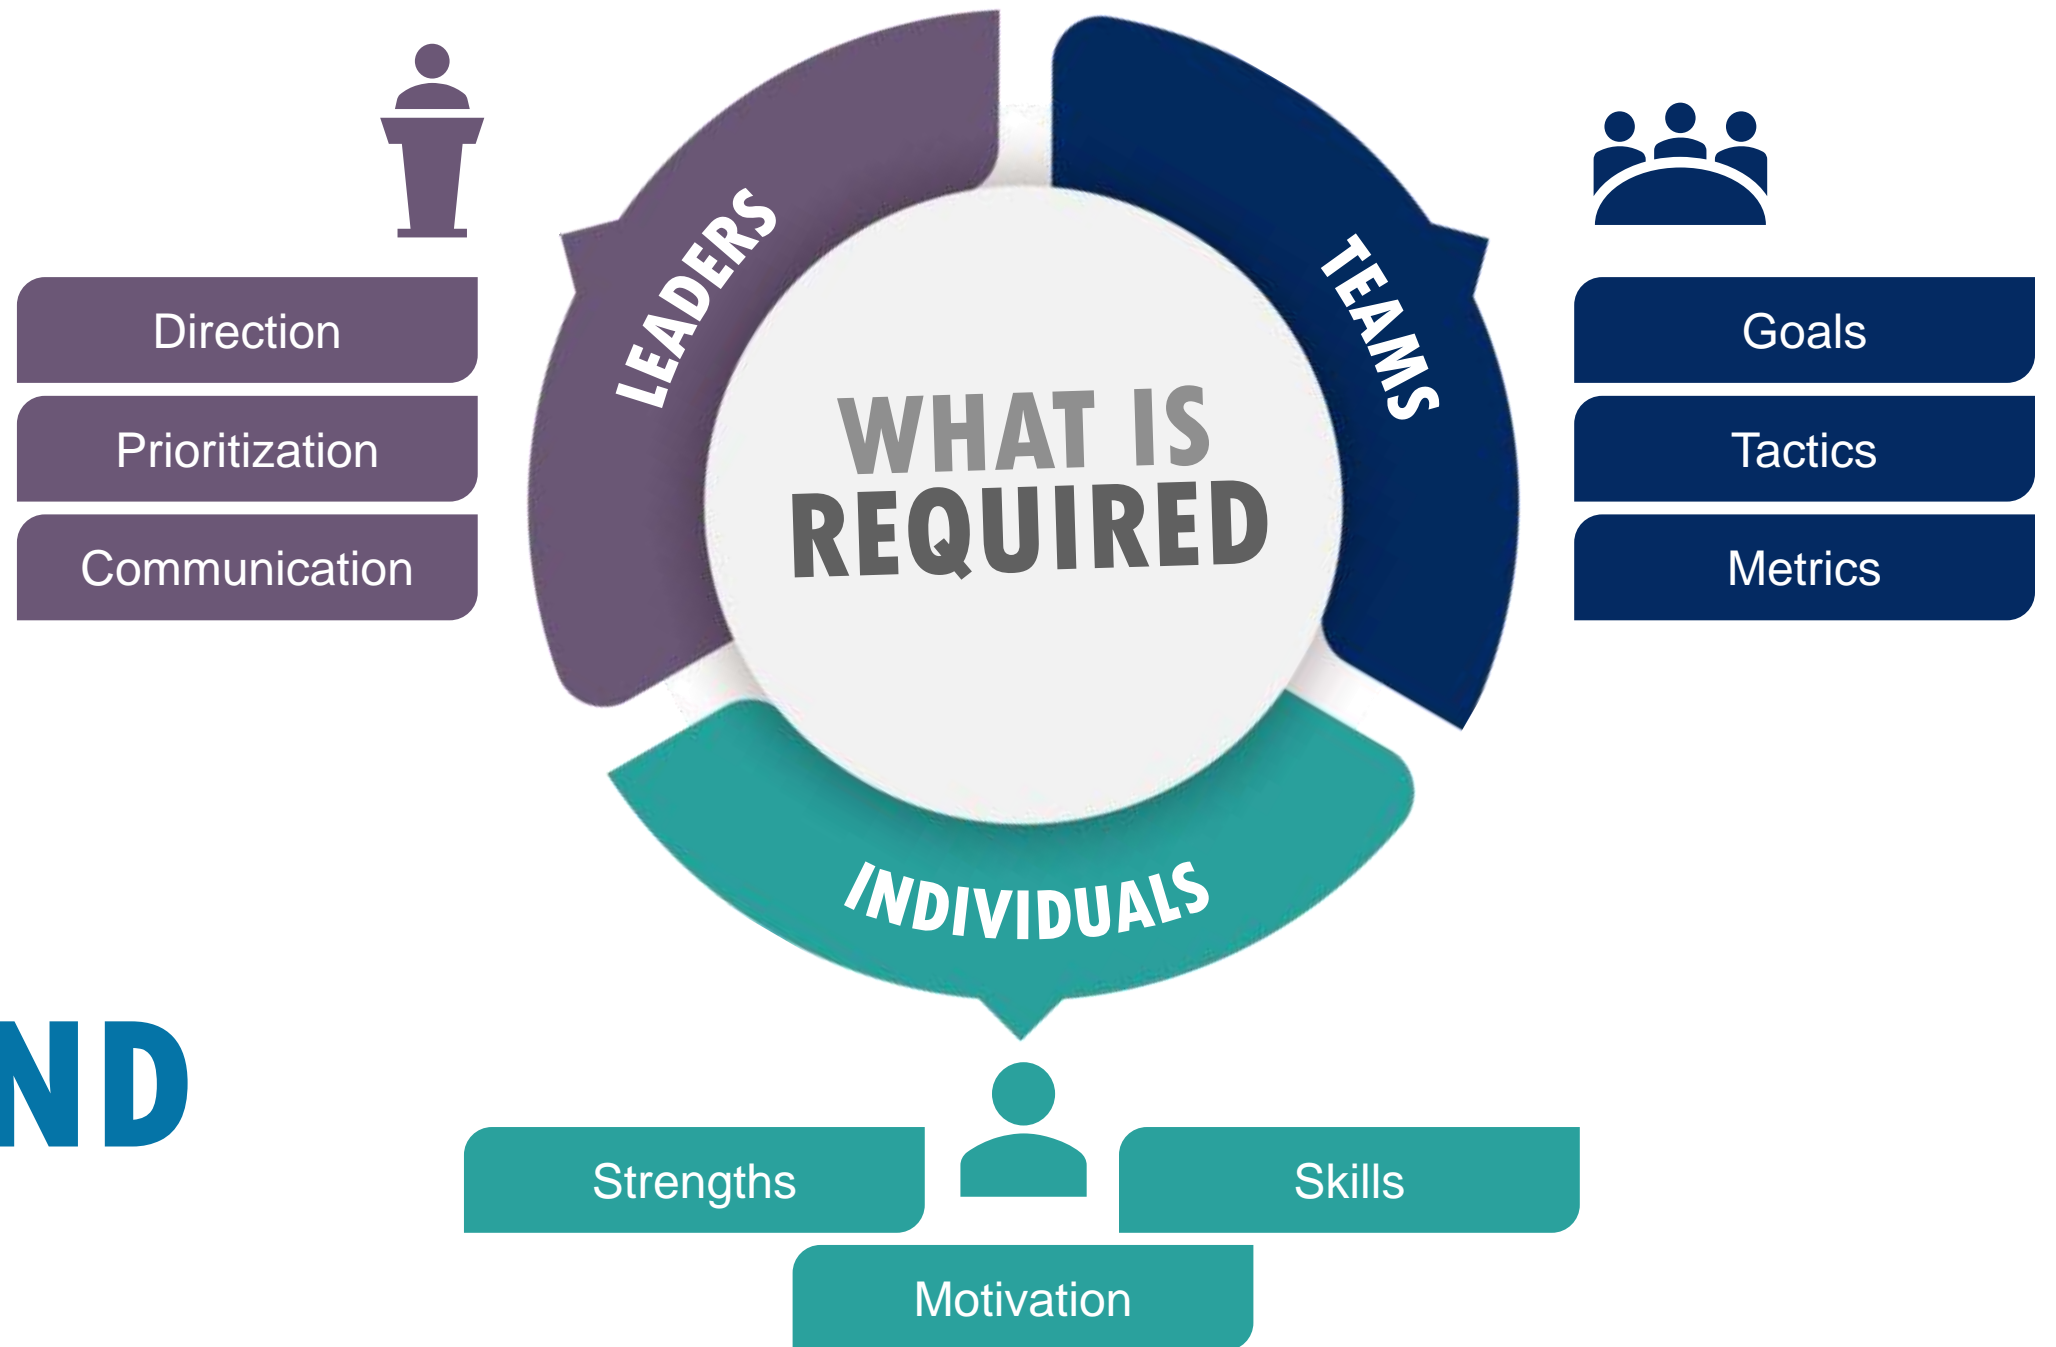 LEADERS
TEAMS
Direction
Prioritization
Communication
WHAT IS
REQUIRED
Goals
Tactics
Metrics
INDIVIDUALS
ND
Strengths
Skills
Motivation